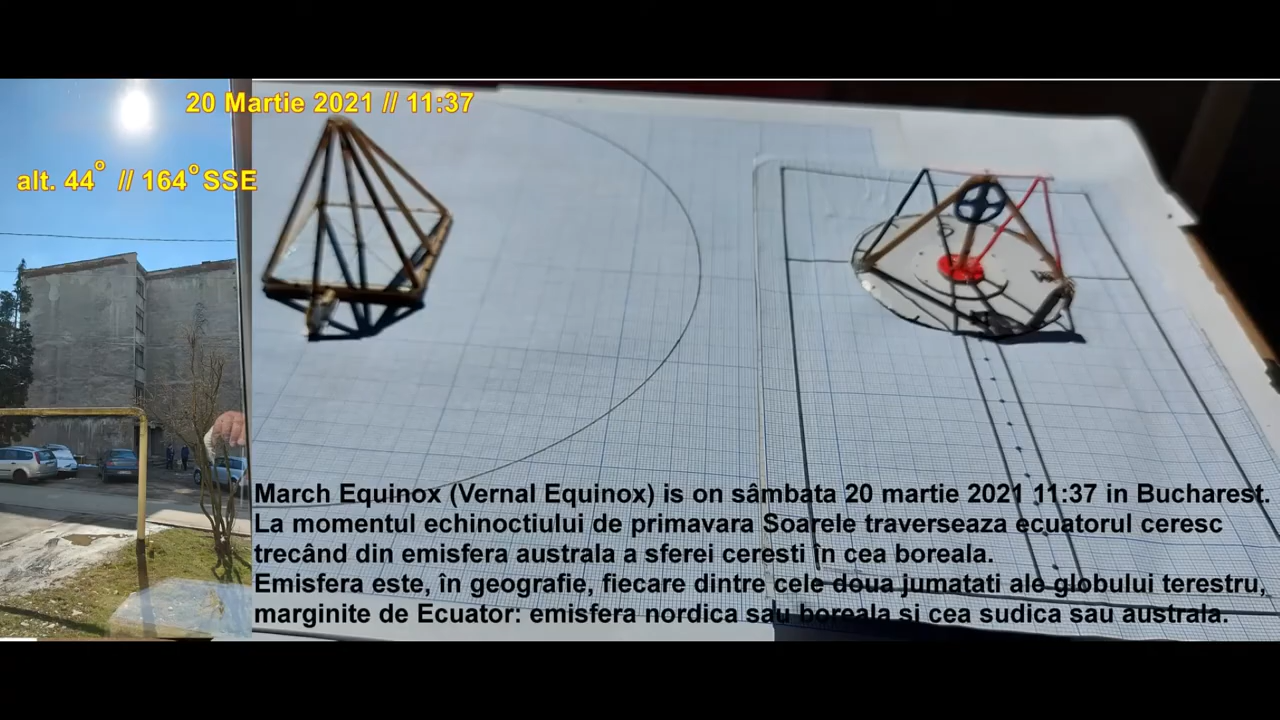 20 Martie 2021 // 11:37
alt. 44° // 164° SSE
March Equinox (Vernal Equinox) is on sâmbata 20 martie 2021 11:37 in Bucharest.
La momentul echinoctiului de primavara Soarele traverseaza ecuatorul ceresc
trecând din emisfera australa a sferei ceresti în cea boreala.
Emisfera este, în geografie, fiecare dintre cele doua jumatati ale globului terestru,
marginite de Ecuator: emisfera nordica sau boreala si cea sudica sau australa.